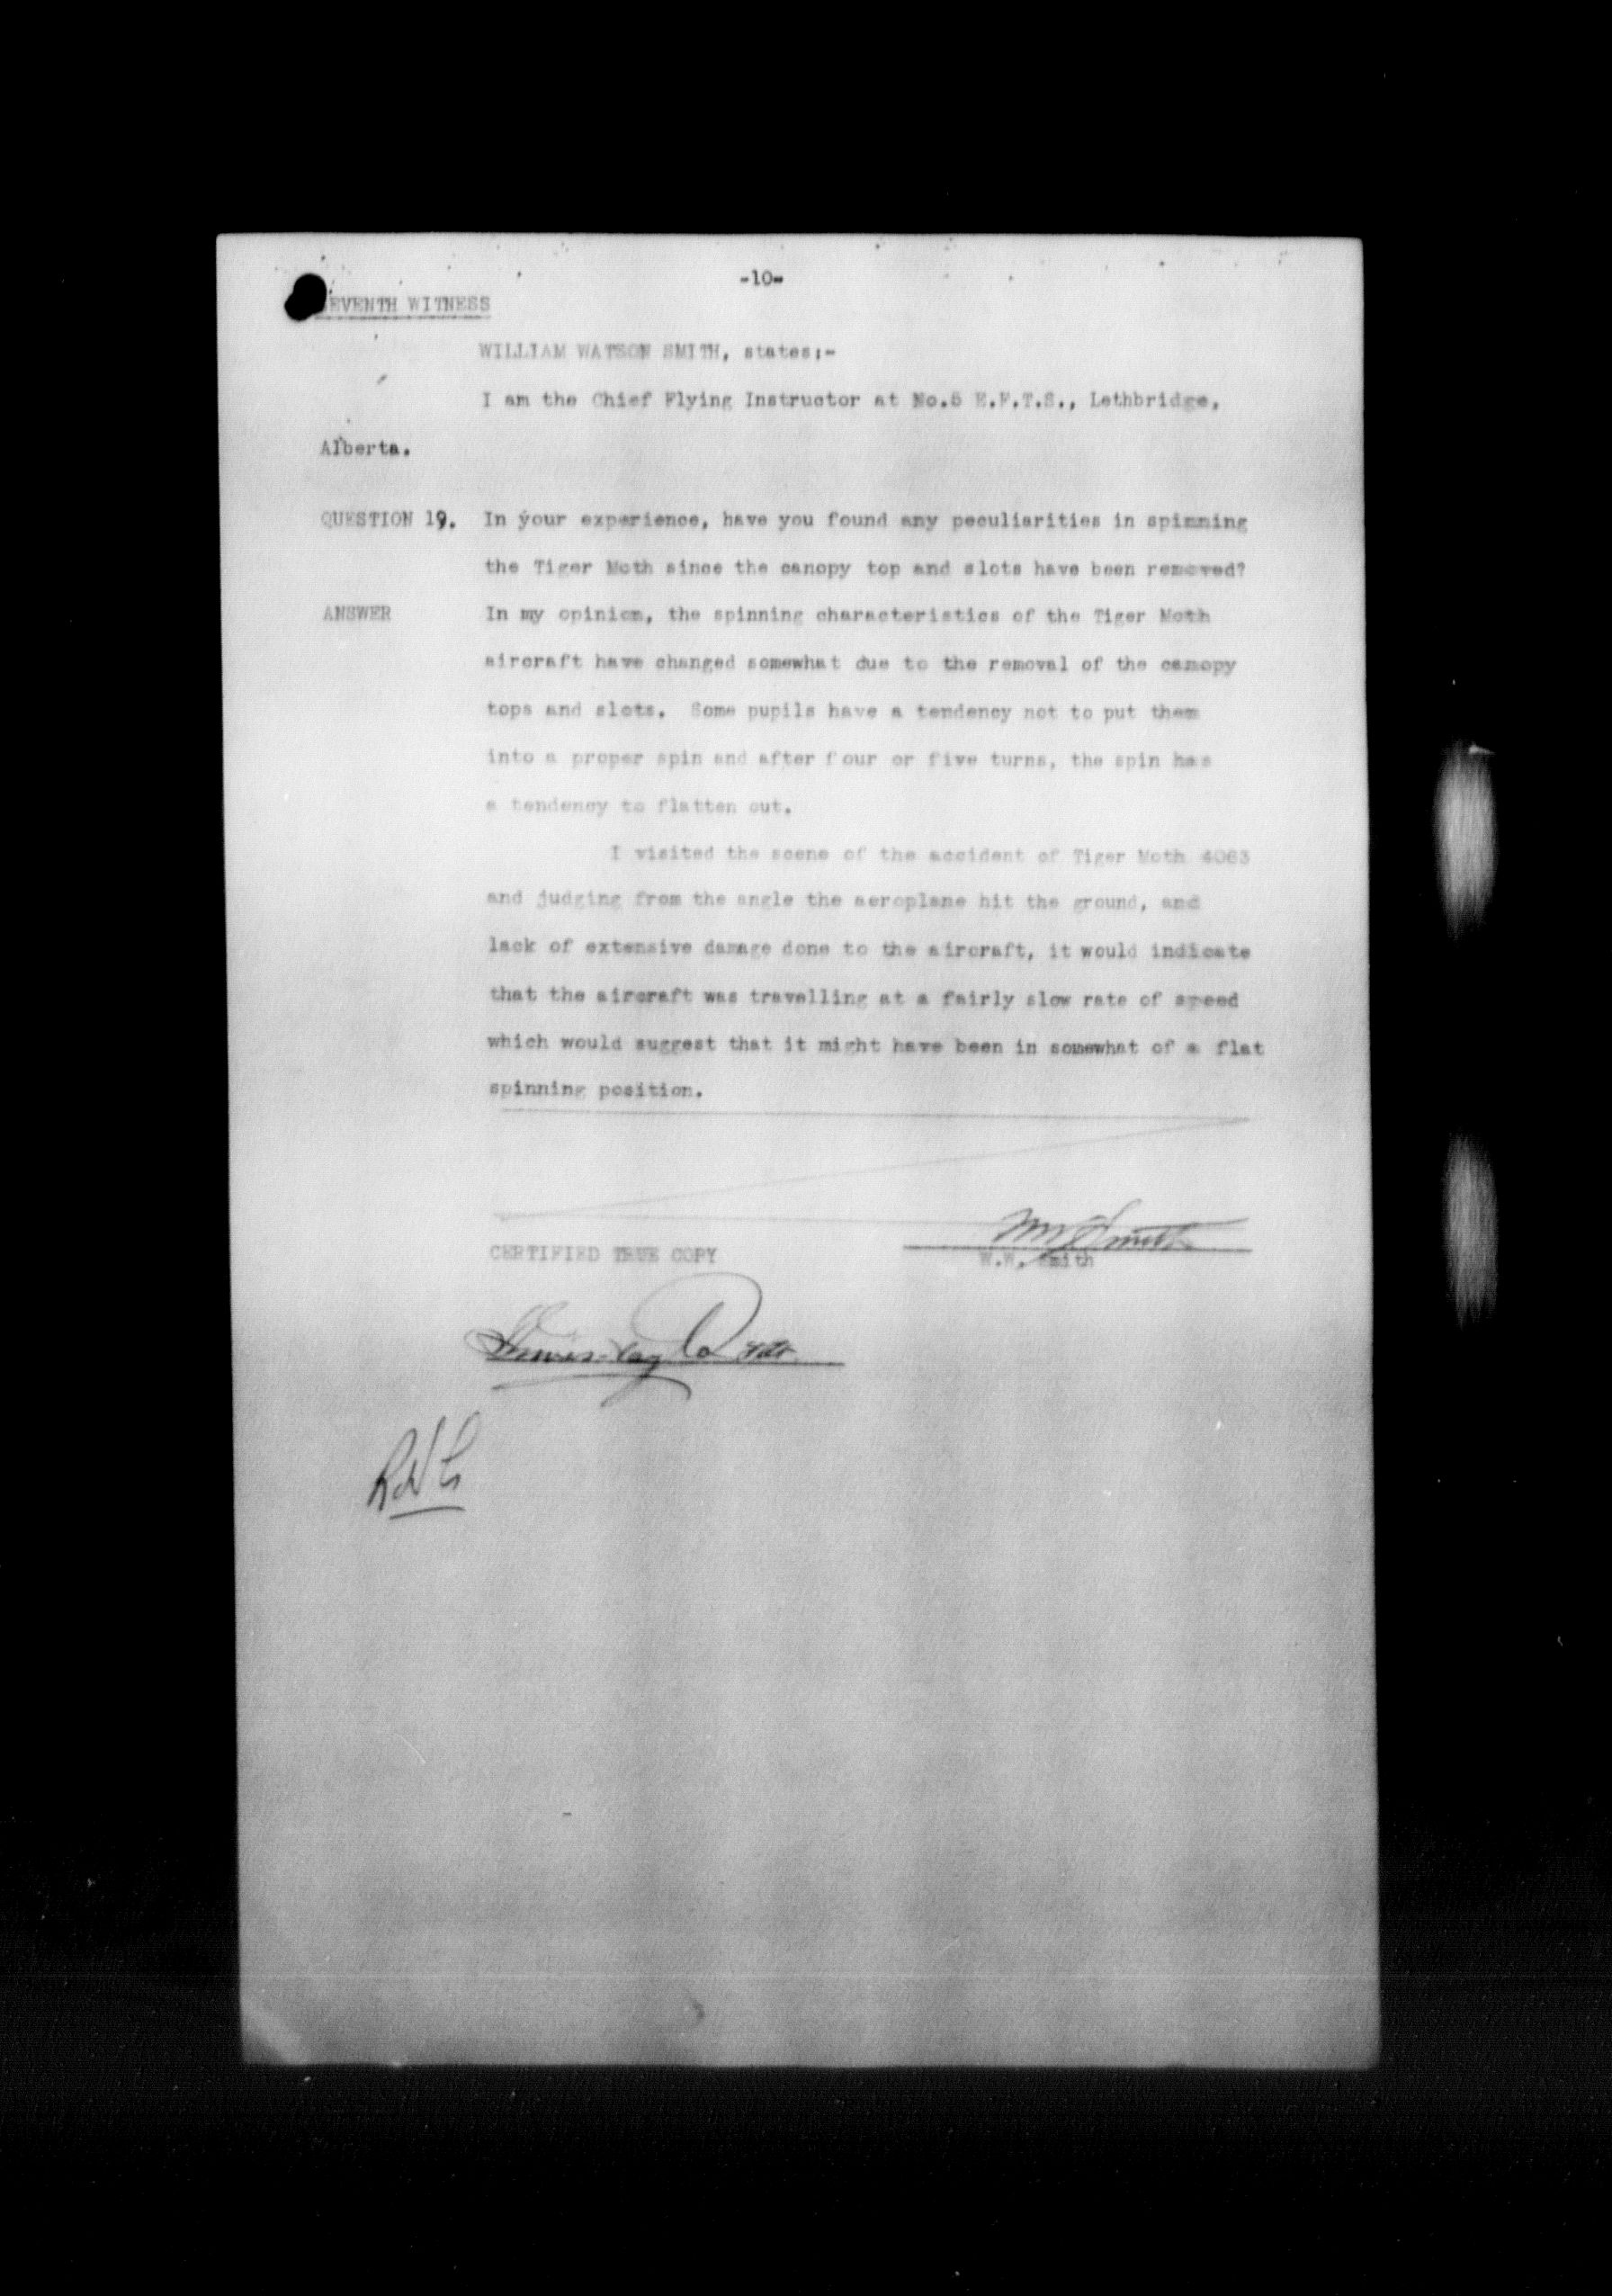 -10-
SEVENTH WITNESS
WILLIAM WATSON SMITH, states:-
I am the Chief Flying Instructor at No.5 E.F.T.S., Lethbridge,
Alberta.
QUESTION 19. In your experience, have you found any peculiarities in spinning
the Tiger Moth since the canopy top and slots have been removed?
ANSWER In my opinion, the spinning characteristics of the Tiger Moth
aircraft have changed somewhat due to the removal of the canopy
tops and slots. Some pupils have a tendency not to put them
into a proper spin and after four or five turns, the spin has
a tendency to flatten out.
I visited the scene of the accident of Tiger Moth 4063
and judging from the angle the aeroplane hit the ground, and
lack of extensive damage done to the aircraft, it would indicate
that the aircraft was travelling at a fairly slow rate of speed
which would suggest that it might have been in somewhat of a flat
spinning position.
WW Smith
CERTIFIED TRUE COPY W.W. Smith